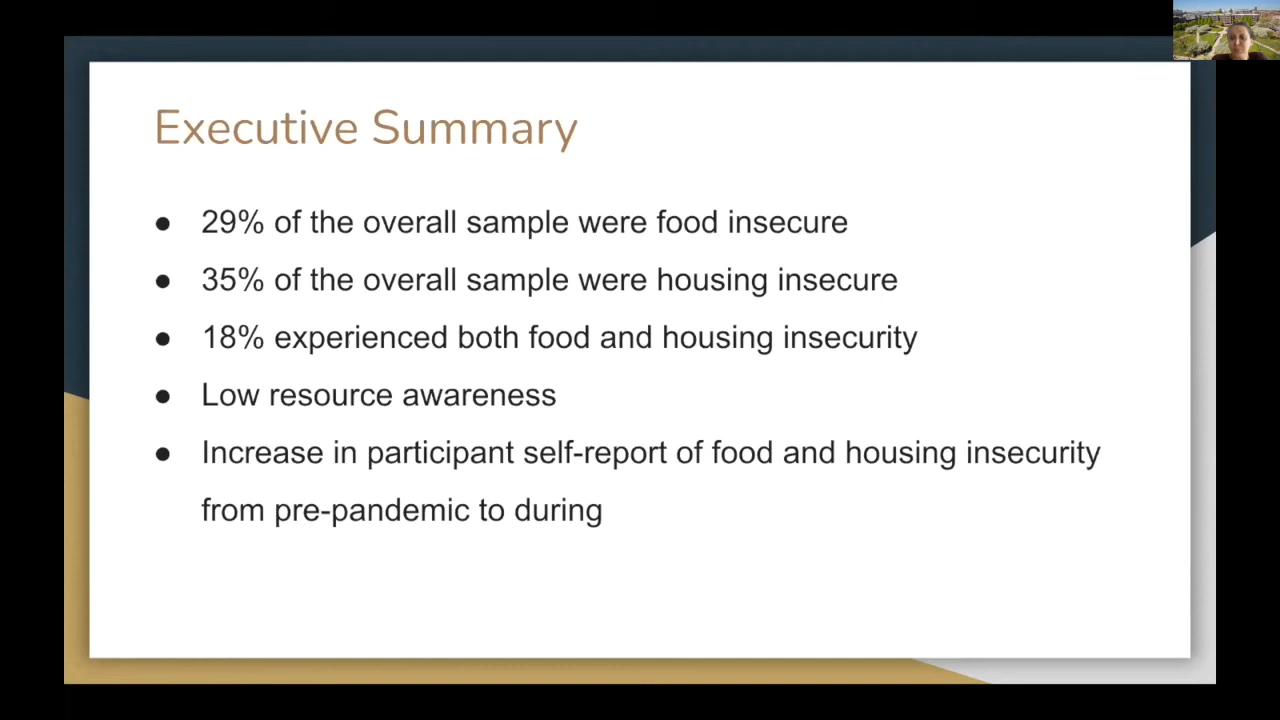 Executive Summary
● 29% of the overall sample were food insecure
● 35% of the overall sample were housing insecure
● 18% experienced both food and housing insecurity
● Low resource awareness
● Increase in participant self-report of food and housing insecurity
from pre-pandemic to during